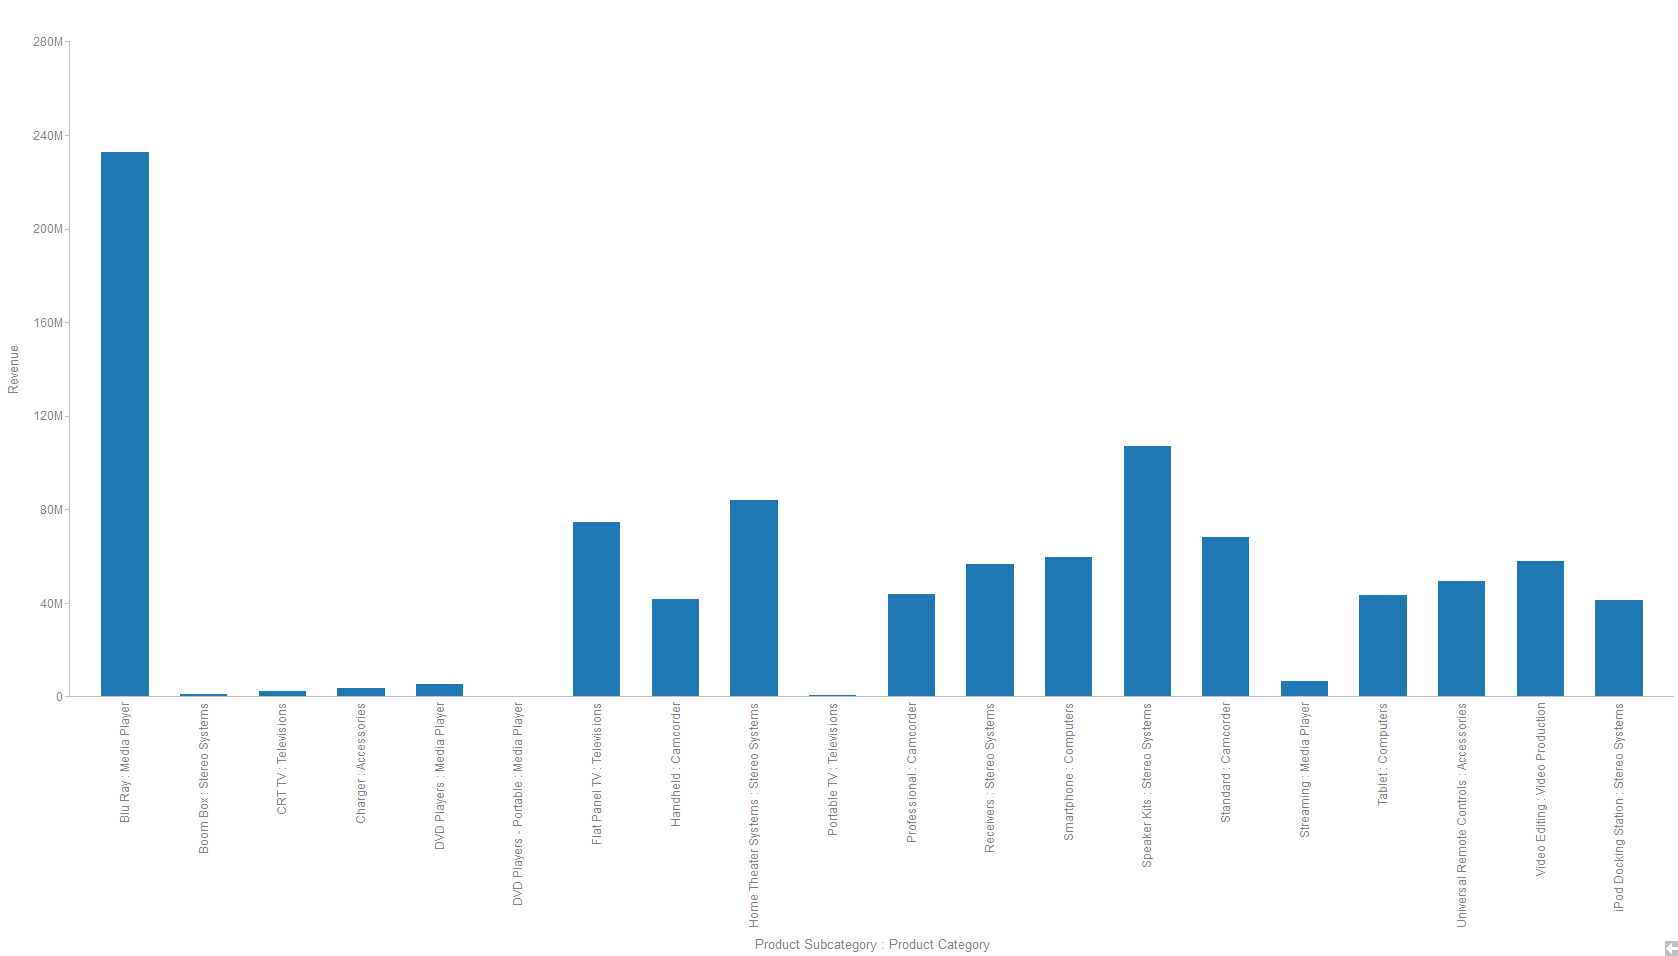 280M
240M
200M
160M
120M
80M
40M
0
Revenue
Blu Ray : Media Player
Boom Box : Stereo Systems
CRT TV : Televisions
Charger : Accessories
DVD Players : Media Player
DVD Players - Portable : Media Player
Flat Panel TV : Televisions
Handheld : Camcorder
Home Theater Systems : Stereo Systems
Portable TV : Televisions
Professional : Camcorder
Receivers : Stereo Systems
Smartphone : Computers
Speaker Kits : Stereo Systems
Standard : Camcorder
Streaming : Media Player
Tablet : Computers
Universal Remote Controls : Accessories
Video Editing : Video Production
iPod Docking Station : Stereo Systems
Product Subcategory : Product Category